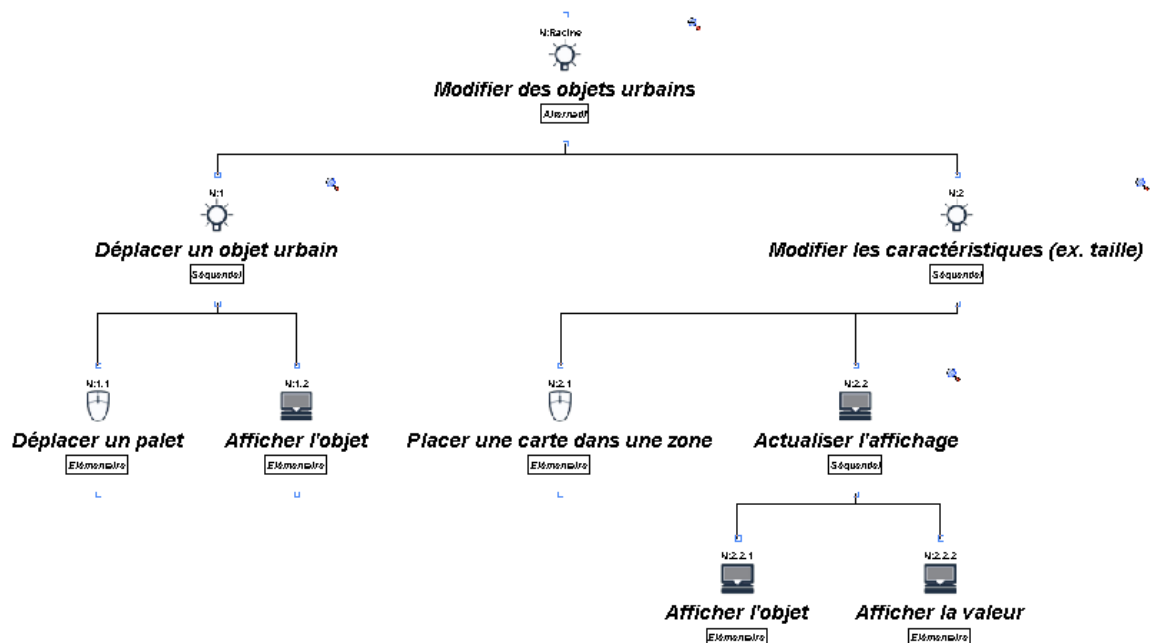 N:Racine
Modifier des objets urbains
Alternatif
N:1
N:2
Déplacer un objet urbain
Modifier les caractéristiques (ex. taille)
Séquentiel
Séquentiel
N:1.1
N:1.2
N:2.1
N:2.2
Déplacer un palet
Afficher l'objet
Placer une carte dans une zone
Actualiser l'affichage
Elémentaire
Elémentaire
Elémentaire
Séquentiel
N:2.2.1
N:2.2.2
Afficher l'objet
Afficher la valeur
Elémentaire
Elémentaire